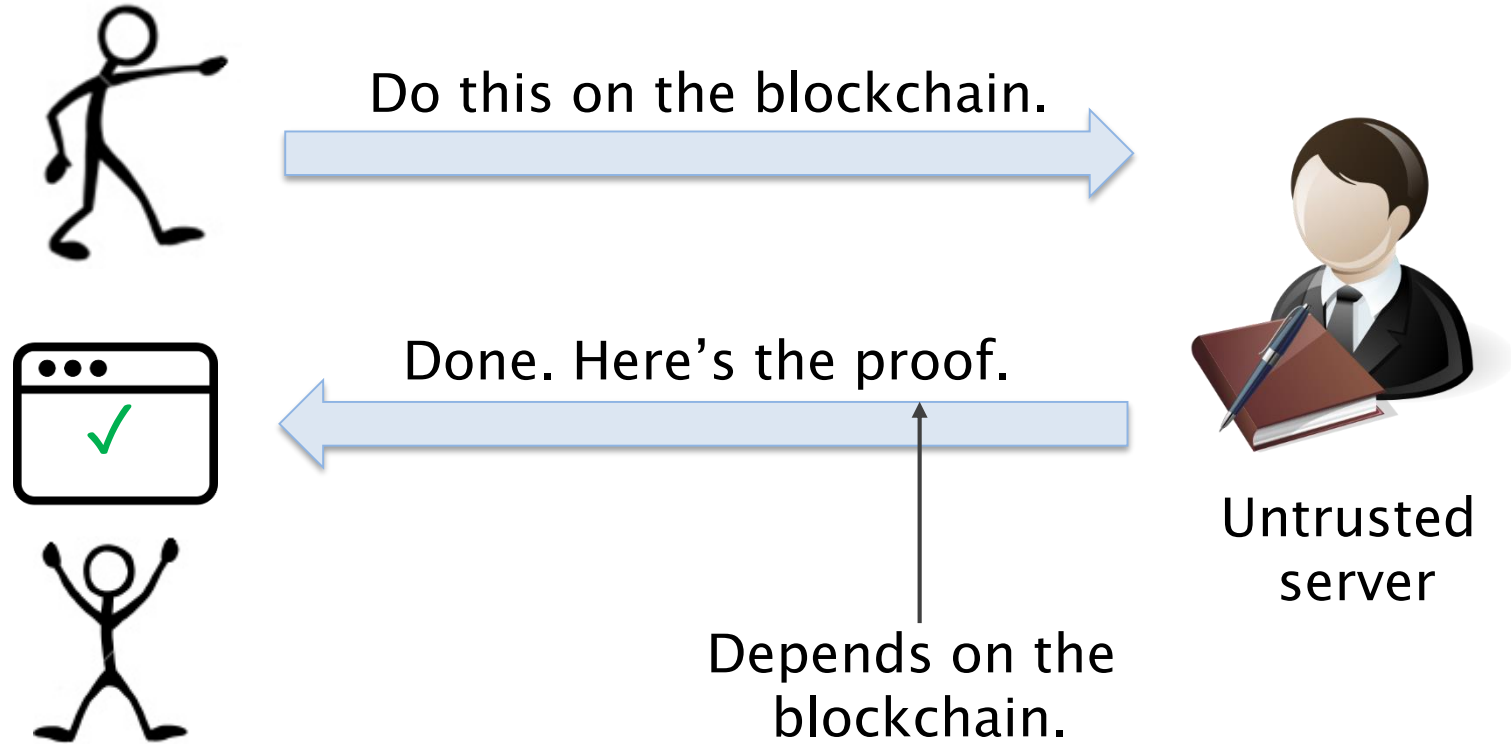 Do this on the blockchain.
Done. Here’s the proof.
Untrusted
server
Depends on the
blockchain.